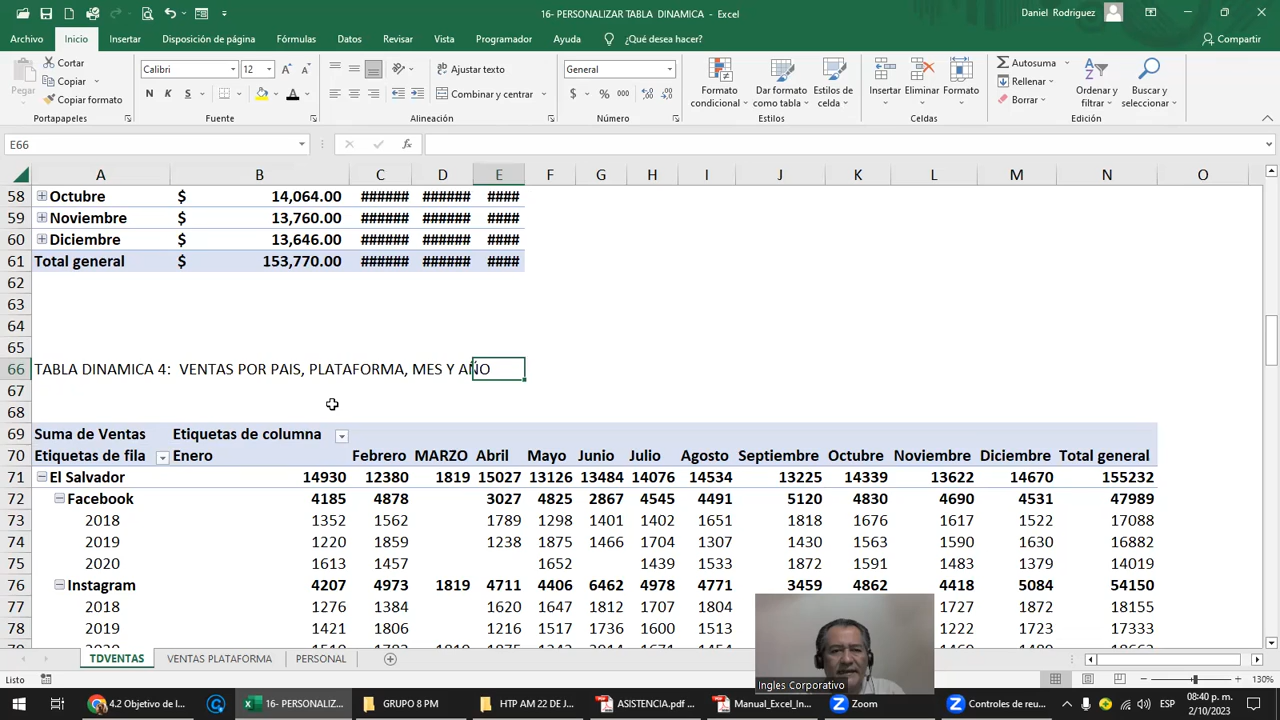 16- PERSONALIZAR TABLA DINAMICA - Excel
Daniel Rodriguez
Archivo Inicio Insertar Disposición de página Fórmulas Datos Revisar Vista Programador Ayuda ¿Qué desea hacer? Compartir
Pegar
Cortar
Copiar
Copiar formato
Portapapeles
Calibri 12
N K S
Fuente
Ajustar texto
Combinar y centrar
Alineación
General
$ % 000
Número
Formato condicional
Dar formato como tabla
Estilos de celda
Estilos
Insertar Eliminar Formato
Celdas
Autosuma
Rellenar
Borrar
Ordenar y filtrar
Buscar y seleccionar
Edición
E66
A B C D E F G H I J K L M N O
58 Octubre $ 14,064.00 ###### ###### ####
59 Noviembre $ 13,760.00 ###### ###### ####
60 Diciembre $ 13,646.00 ###### ###### ####
61 Total general $ 153,770.00 ###### ###### ####
62
63
64
65
66 TABLA DINAMICA 4: VENTAS POR PAIS, PLATAFORMA, MES Y AÑO
67
68
69 Suma de Ventas Etiquetas de columna
70 Etiquetas de fila Enero Febrero MARZO Abril Mayo Junio Julio Agosto Septiembre Octubre Noviembre Diciembre Total general
71 El Salvador 14930 12380 1819 15027 13126 13484 14076 14534 13225 14339 13622 14670 155232
72 Facebook 4185 4878 3027 4825 2867 4545 4491 5120 4830 4690 4531 47989
73 2018 1352 1562 1789 1298 1401 1402 1651 1818 1676 1617 1522 17088
74 2019 1220 1859 1238 1875 1466 1704 1307 1430 1563 1590 1630 16882
75 2020 1613 1457 1652 1439 1533 1872 1591 1483 1379 14019
76 Instagram 4207 4973 1819 4711 4406 6462 4978 4771 3459 4862 4418 5084 54150
77 2018 1276 1384 1620 1647 1812 1707 1804 1727 1872 18155
78 2019 1421 1806 1216 1517 1736 1600 1513 1222 1723 17333
Ingles Corporativo
TDVENTAS VENTAS PLATAFORMA PERSONAL
Listo
130%
4.2 Objetivo de l...
16- PERSONALIZ...
GRUPO 8 PM
HTP AM 22 DE J...
ASISTENCIA.pdf ...
Manual_Excel_In...
Zoom
Controles de reu...
ESP
08:40 p. m.
2/10/2023